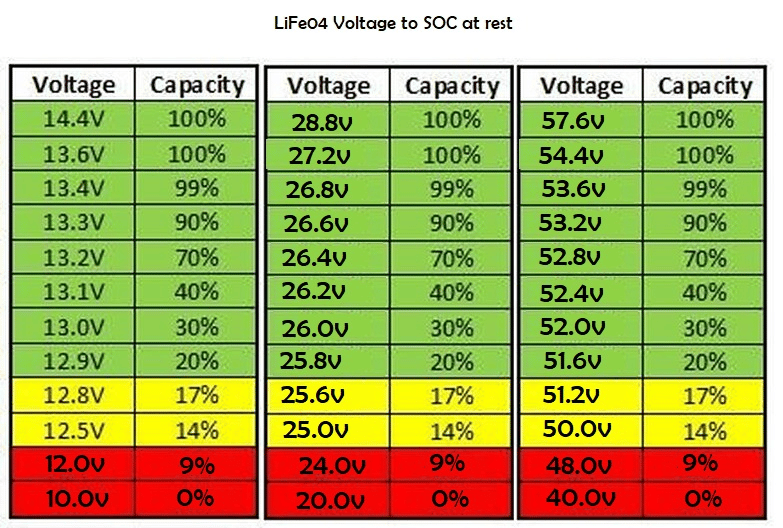 LiFe04 Voltage to SOC at rest
Voltage Capacity Voltage Capacity Voltage Capacity
14.4V 100% 28.8v 100% 57.6v 100%
13.6V 100% 27.2v 100% 54.4v 100%
13.4V 99% 26.8v 99% 53.6v 99%
13.3V 90% 26.6v 90% 53.2v 90%
13.2V 70% 26.4v 70% 52.8v 70%
13.1V 40% 26.2v 40% 52.4v 40%
13.0V 30% 26.0v 30% 52.0v 30%
12.9V 20% 25.8v 20% 51.6v 20%
12.8V 17% 25.6v 17% 51.2v 17%
12.5V 14% 25.0v 14% 50.0v 14%
12.0v 9% 24.0v 9% 48.0v 9%
10.0v 0% 20.0v 0% 40.0v 0%